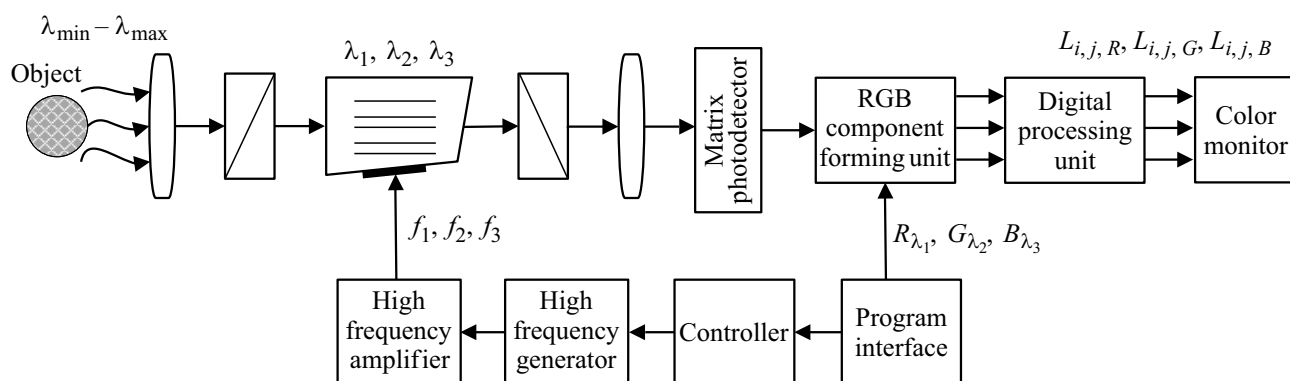 λmin – λmax
Object
λ1, λ2, λ3
Matrix
photodetector
RGB
component
forming unit
Li, j, R, Li, j, G, Li, j, B
Digital
processing
unit
Color
monitor
f1, f2, f3
Rλ1, Gλ2, Bλ3
High
frequency
amplifier
High
frequency
generator
Controller
Program
interface